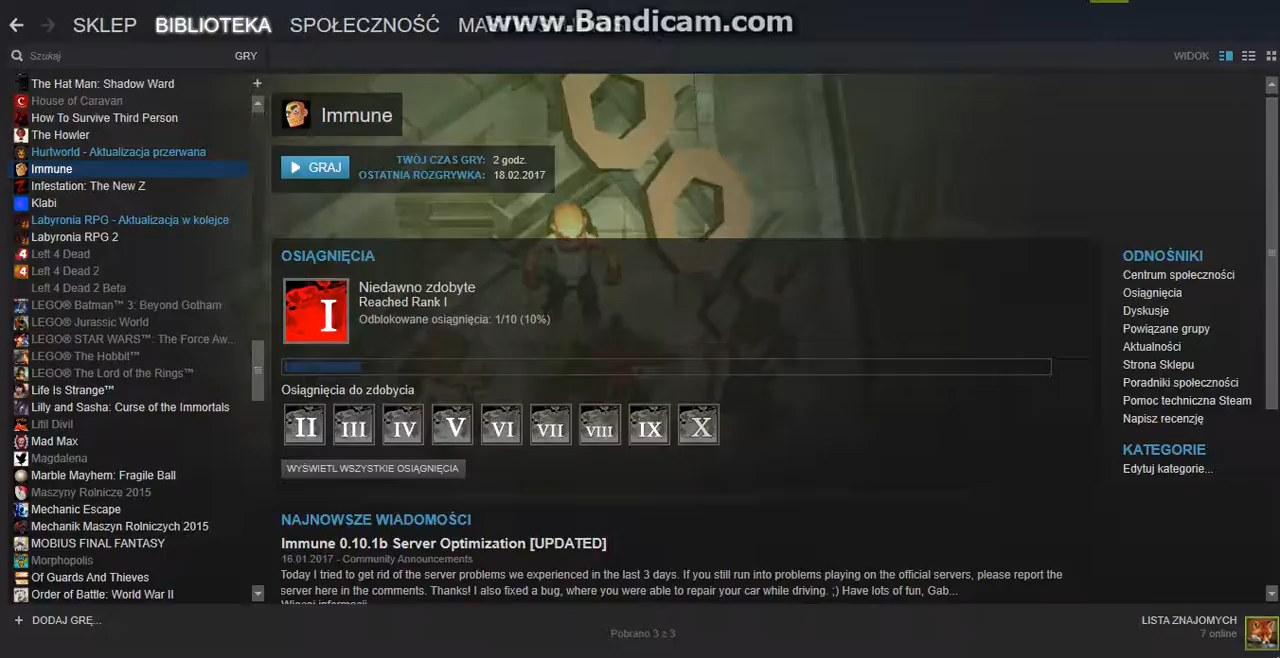 SKLEP BIBLIOTEKA SPOŁECZNOŚĆ
www.Bandicam.com
Szukaj GRY
WIDOK
The Hat Man: Shadow Ward
House of Caravan
How To Survive Third Person
The Howler
Hurtworld - Aktualizacja przerwana
Immune
Infestation: The New Z
Klabi
Labyronia RPG - Aktualizacja w kolejce
Labyronia RPG 2
Left 4 Dead
Left 4 Dead 2
Left 4 Dead 2 Beta
LEGO® Batman™ 3: Beyond Gotham
LEGO® Jurassic World
LEGO® STAR WARS™: The Force Aw...
LEGO® The Hobbit™
LEGO® The Lord of the Rings™
Life Is Strange™
Lilly and Sasha: Curse of the Immortals
Litil Divil
Mad Max
Magdalena
Marble Mayhem: Fragile Ball
Maszyny Rolnicze 2015
Mechanic Escape
Mechanik Maszyn Rolniczych 2015
MOBIUS FINAL FANTASY
Morphopolis
Of Guards And Thieves
Order of Battle: World War II
+ DODAJ GRĘ...
Immune
GRAJ
TWÓJ CZAS GRY: 2 godz.
OSTATNIA ROZGRYWKA: 18.02.2017
OSIĄGNIĘCIA
I
Niedawno zdobyte
Reached Rank I
Odblokowane osiągnięcia: 1/10 (10%)
Osiągnięcia do zdobycia
II III IV V VI VII VIII IX X
WYŚWIETL WSZYSTKIE OSIĄGNIĘCIA
NAJNOWSZE WIADOMOŚCI
Immune 0.10.1b Server Optimization [UPDATED]
16.01.2017 - Community Announcements
Today I tried to get rid of the server problems we experienced in the last 3 days. If you still run into problems playing on the official servers, please report the
server here in the comments. Thanks! I also fixed a bug, where you were able to repair your car while driving. ;) Have lots of fun, Gab...
Więcej informacji
ODNOŚNIKI
Centrum społeczności
Osiągnięcia
Dyskusje
Powiązane grupy
Aktualności
Strona Sklepu
Poradniki społeczności
Pomoc techniczna Steam
Napisz recenzję
KATEGORIE
Edytuj kategorie...
Pobrano 3 z 3
LISTA ZNAJOMYCH
7 online